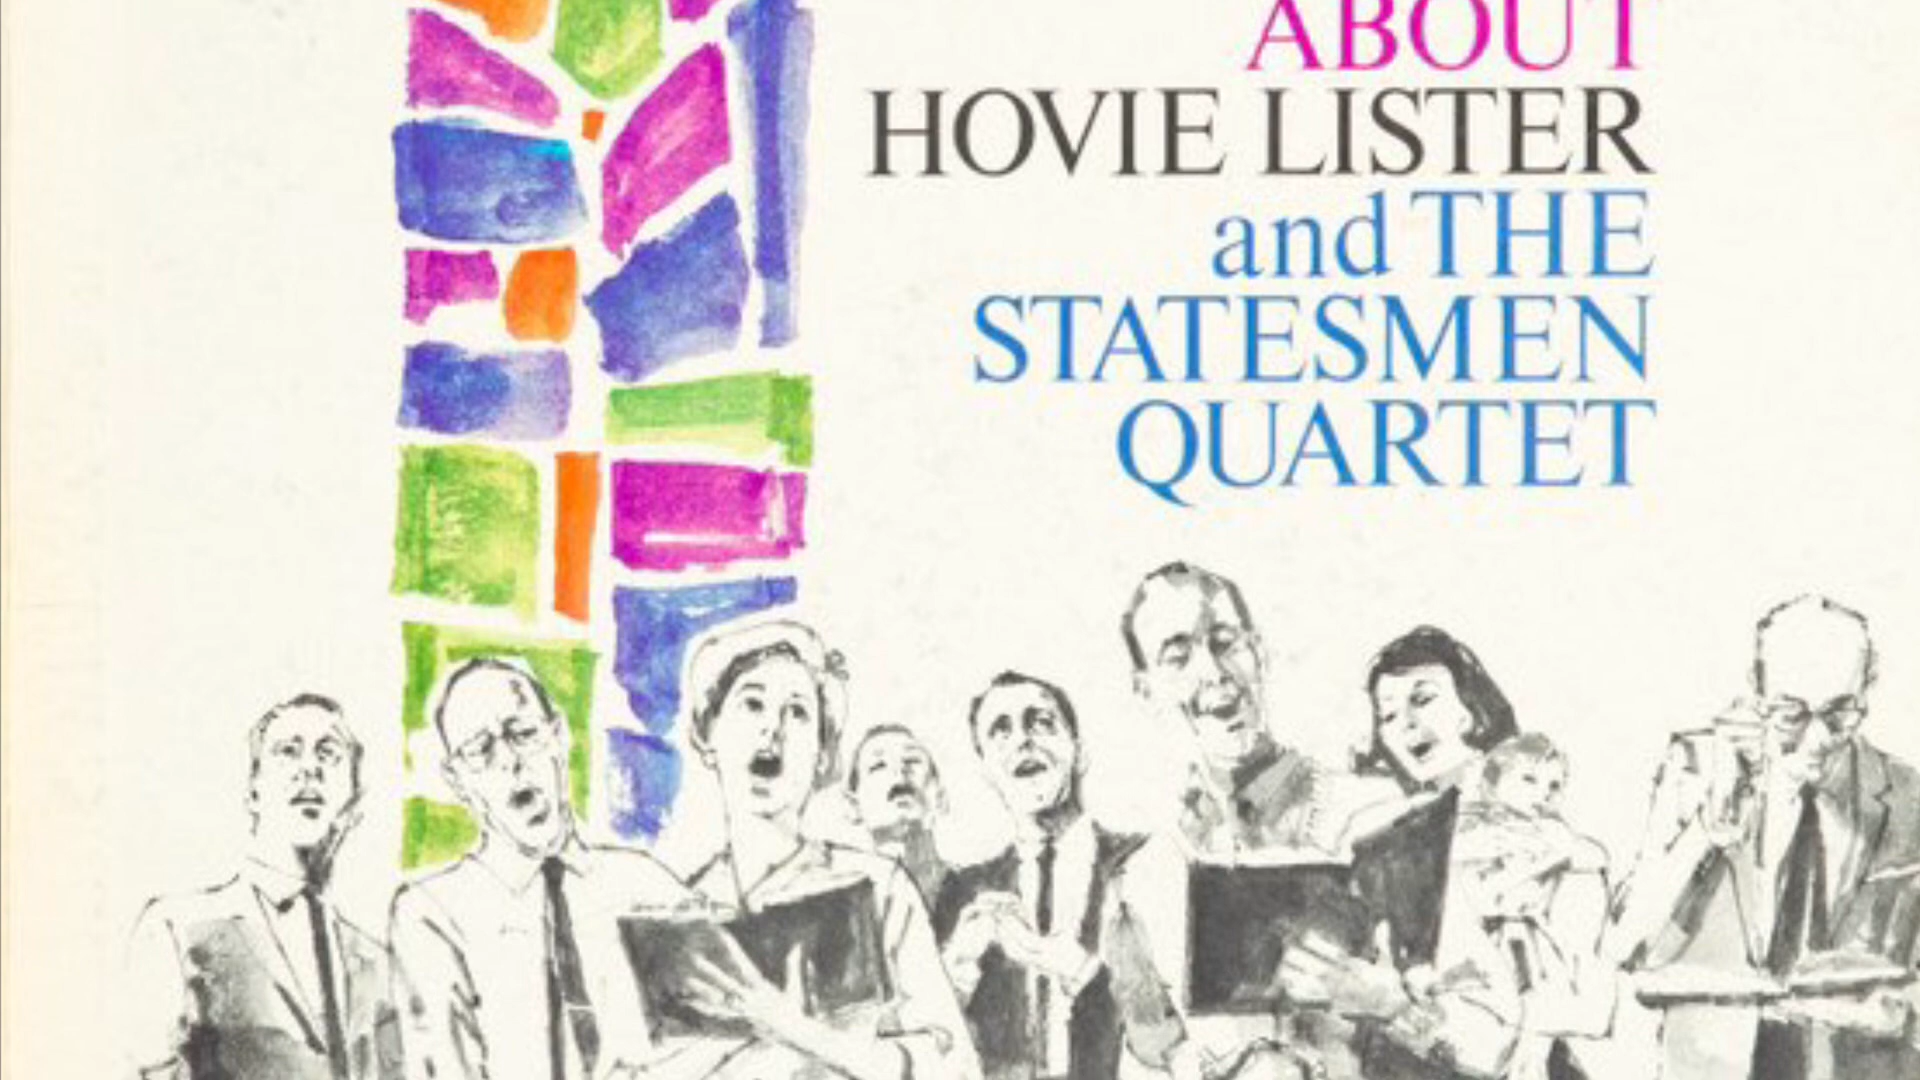 ABOUT
HOVIE LISTER
and THE
STATESMEN
QUARTET